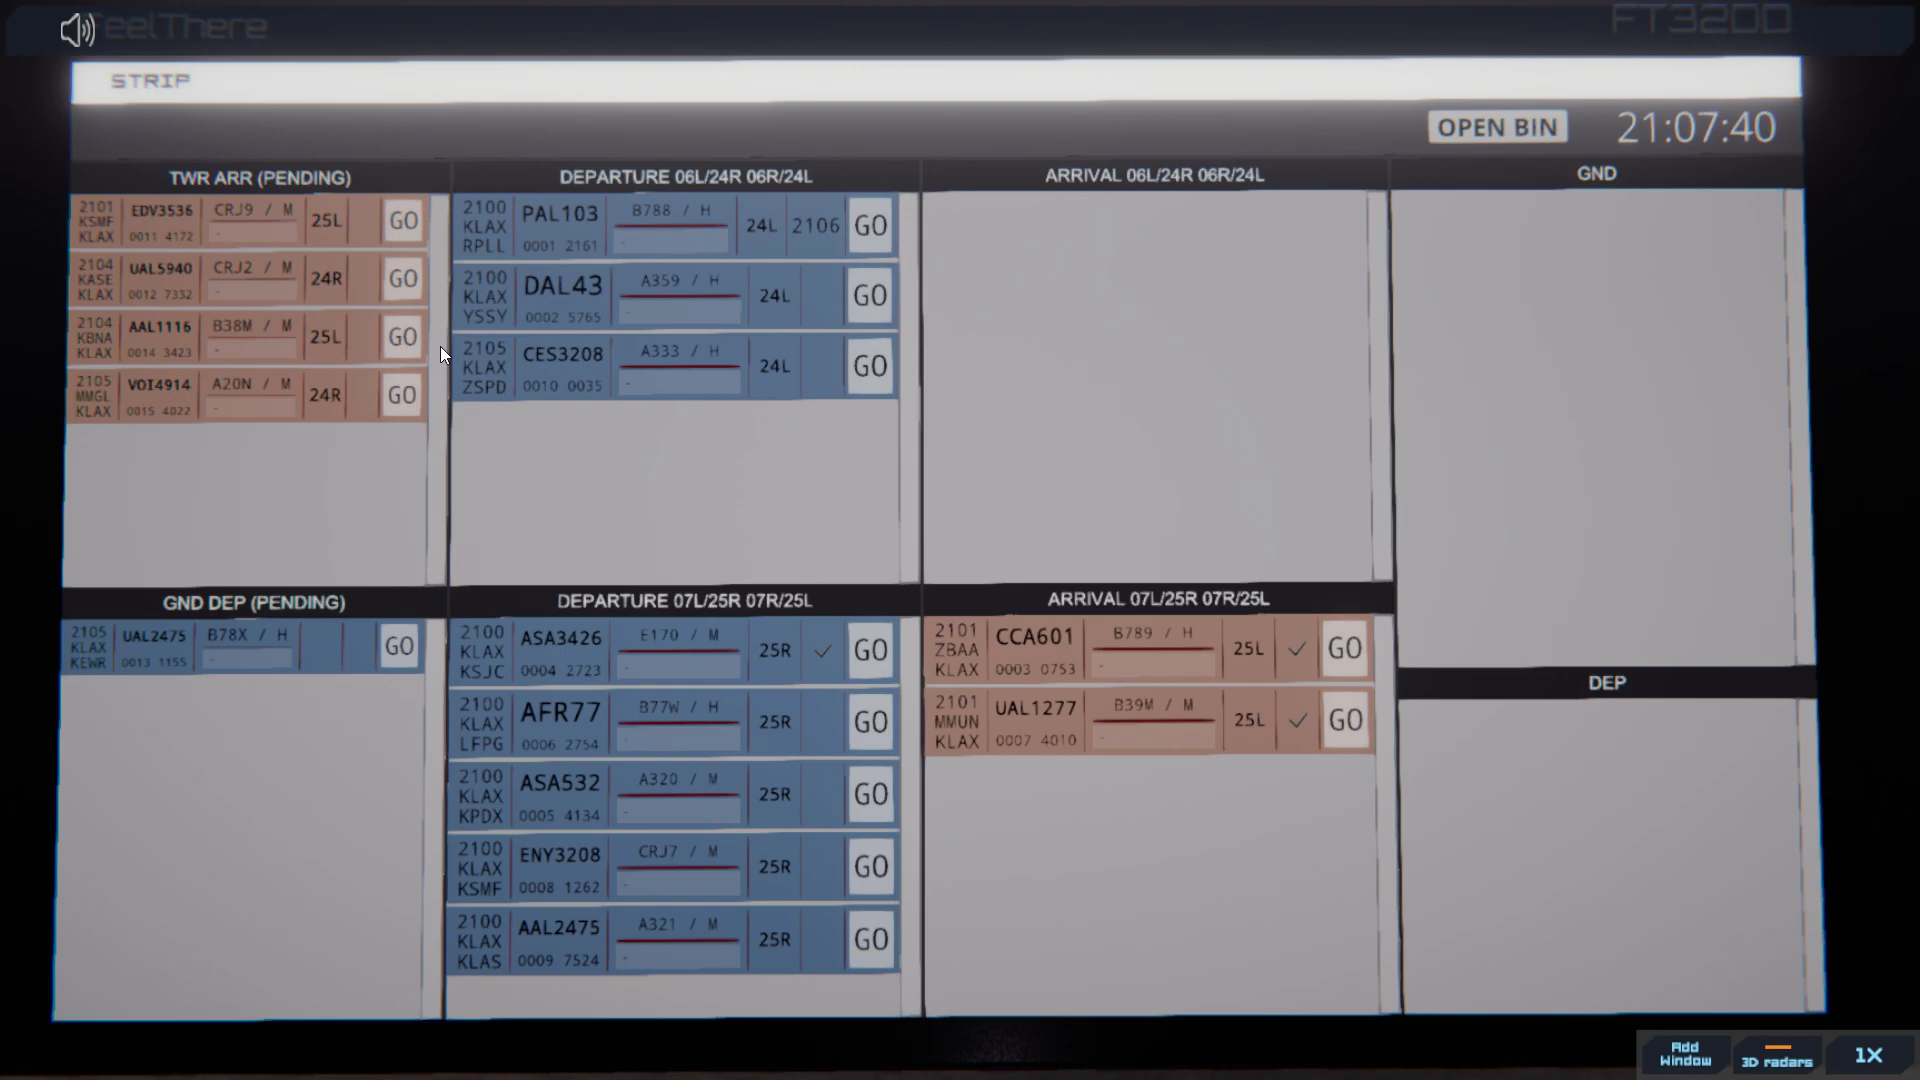 FeelThere
FT32DD
STRIP
OPEN BIN
21:07:40
TWR ARR (PENDING)
2101 KSMF KLAX EDV3536 0011 4172 CRJ9 / M - 25L GO
2104 KASE KLAX UAL5940 0012 7332 CRJ2 / M - 24R GO
2104 KBNA KLAX AAL1116 0014 3423 B38M / M - 25L GO
2105 MMGL KLAX VOI4914 0015 4022 A20N / M - 24R GO
DEPARTURE 06L/24R 06R/24L
2100 KLAX RPLL PAL103 0001 2161 B788 / H - 24L 2106 GO
2100 KLAX YSSY DAL43 0002 5765 A359 / H - 24L GO
2105 KLAX ZSPD CES3208 0010 0035 A333 / H - 24L GO
ARRIVAL 06L/24R 06R/24L
GND
GND DEP (PENDING)
2105 KLAX KEWR UAL2475 0013 1155 B78X / H - GO
DEPARTURE 07L/25R 07R/25L
2100 KLAX KSJC ASA3426 0004 2723 E170 / M - 25R ✓ GO
2100 KLAX LFPG AFR77 0006 2754 B77W / H - 25R GO
2100 KLAX KPDX ASA532 0005 4134 A320 / M - 25R GO
2100 KLAX KSMF ENY3208 0008 1262 CRJ7 / M - 25R GO
2100 KLAX KLAS AAL2475 0009 7524 A321 / M - 25R GO
ARRIVAL 07L/25R 07R/25L
2101 ZBAA KLAX CCA601 0003 0753 B789 / H - 25L ✓ GO
2101 MMUN KLAX UAL1277 0007 4010 B39M / M - 25L ✓ GO
DEP
Add Window
3D radars
1X